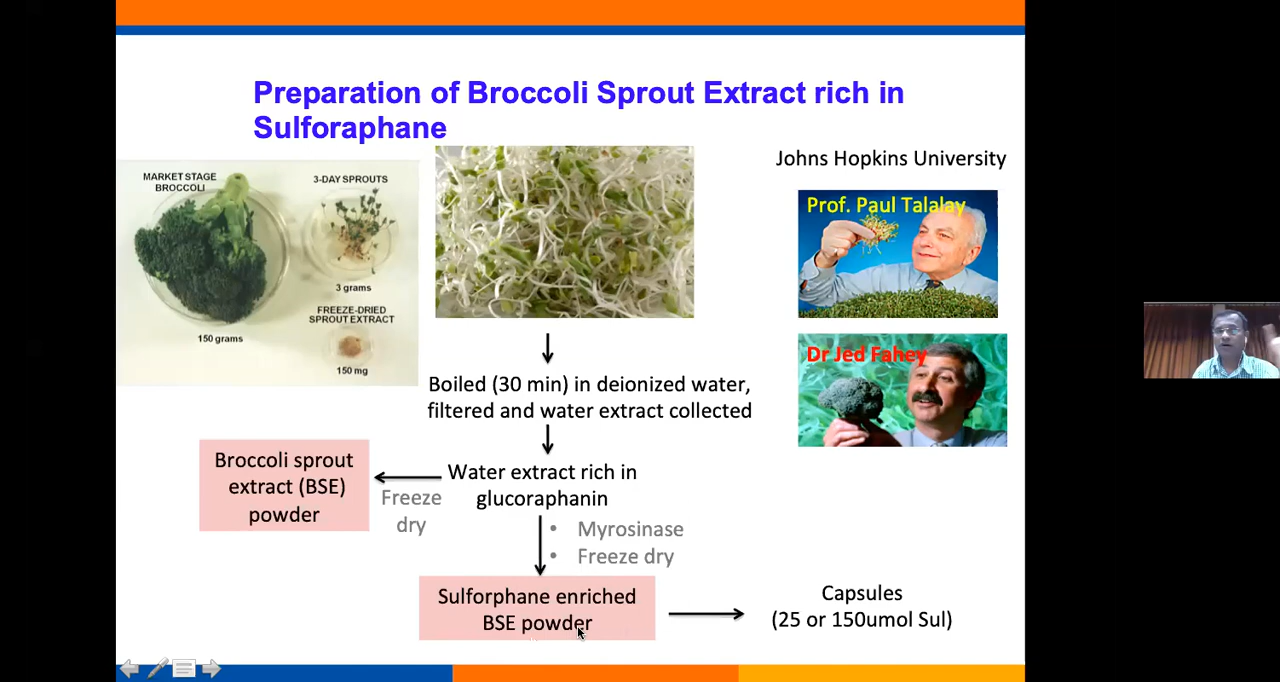 Preparation of Broccoli Sprout Extract rich in
Sulforaphane
MARKET STAGE
BROCCOLI
150 grams
3-DAY SPROUTS
3 grams
FREEZE-DRIED
SPROUT EXTRACT
150 mg
Johns Hopkins University
Prof. Paul Talalay
Dr Jed Fahey
Boiled (30 min) in deionized water,
filtered and water extract collected
Water extract rich in
glucoraphanin
Freeze
dry
Broccoli sprout
extract (BSE)
powder
• Myrosinase
• Freeze dry
Sulforphane enriched
BSE powder
Capsules
(25 or 150umol Sul)